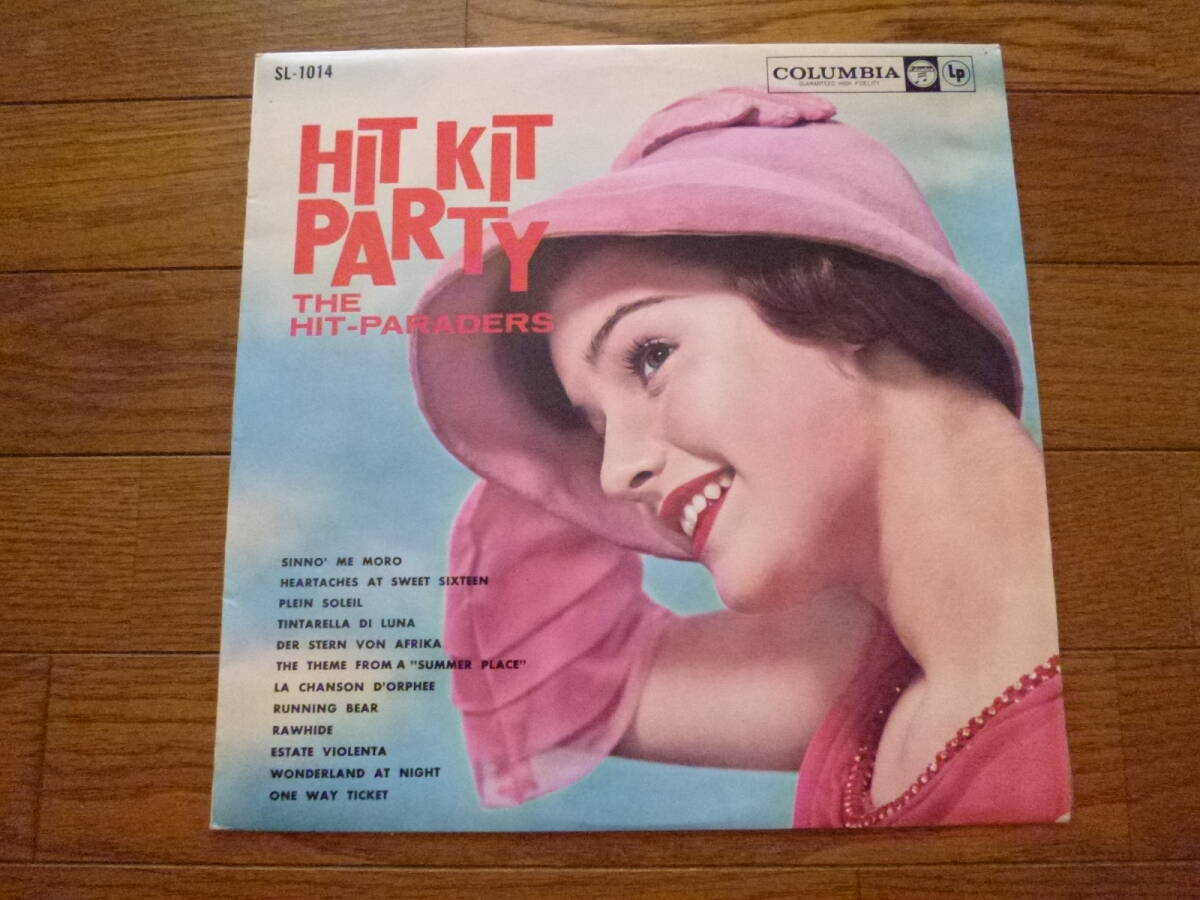 SL-1014
COLUMBIA
GUARANTEED HIGH FIDELITY
Lp
HIT KIT
PARTY
THE
HIT-PARADERS
SINNO' ME MORO
HEARTACHES AT SWEET SIXTEEN
PLEIN SOLEIL
TINTARELLA DI LUNA
DER STERN VON AFRIKA
THE THEME FROM A "SUMMER PLACE"
LA CHANSON D'ORPHEE
RUNNING BEAR
RAWHIDE
ESTATE VIOLENTA
WONDERLAND AT NIGHT
ONE WAY TICKET